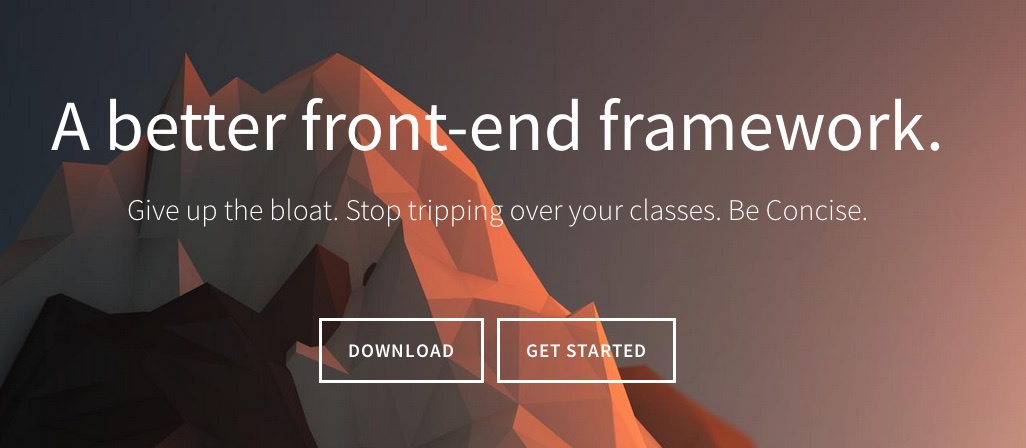 A better front-end framework.
Give up the bloat. Stop tripping over your classes. Be Concise.
DOWNLOAD
GET STARTED